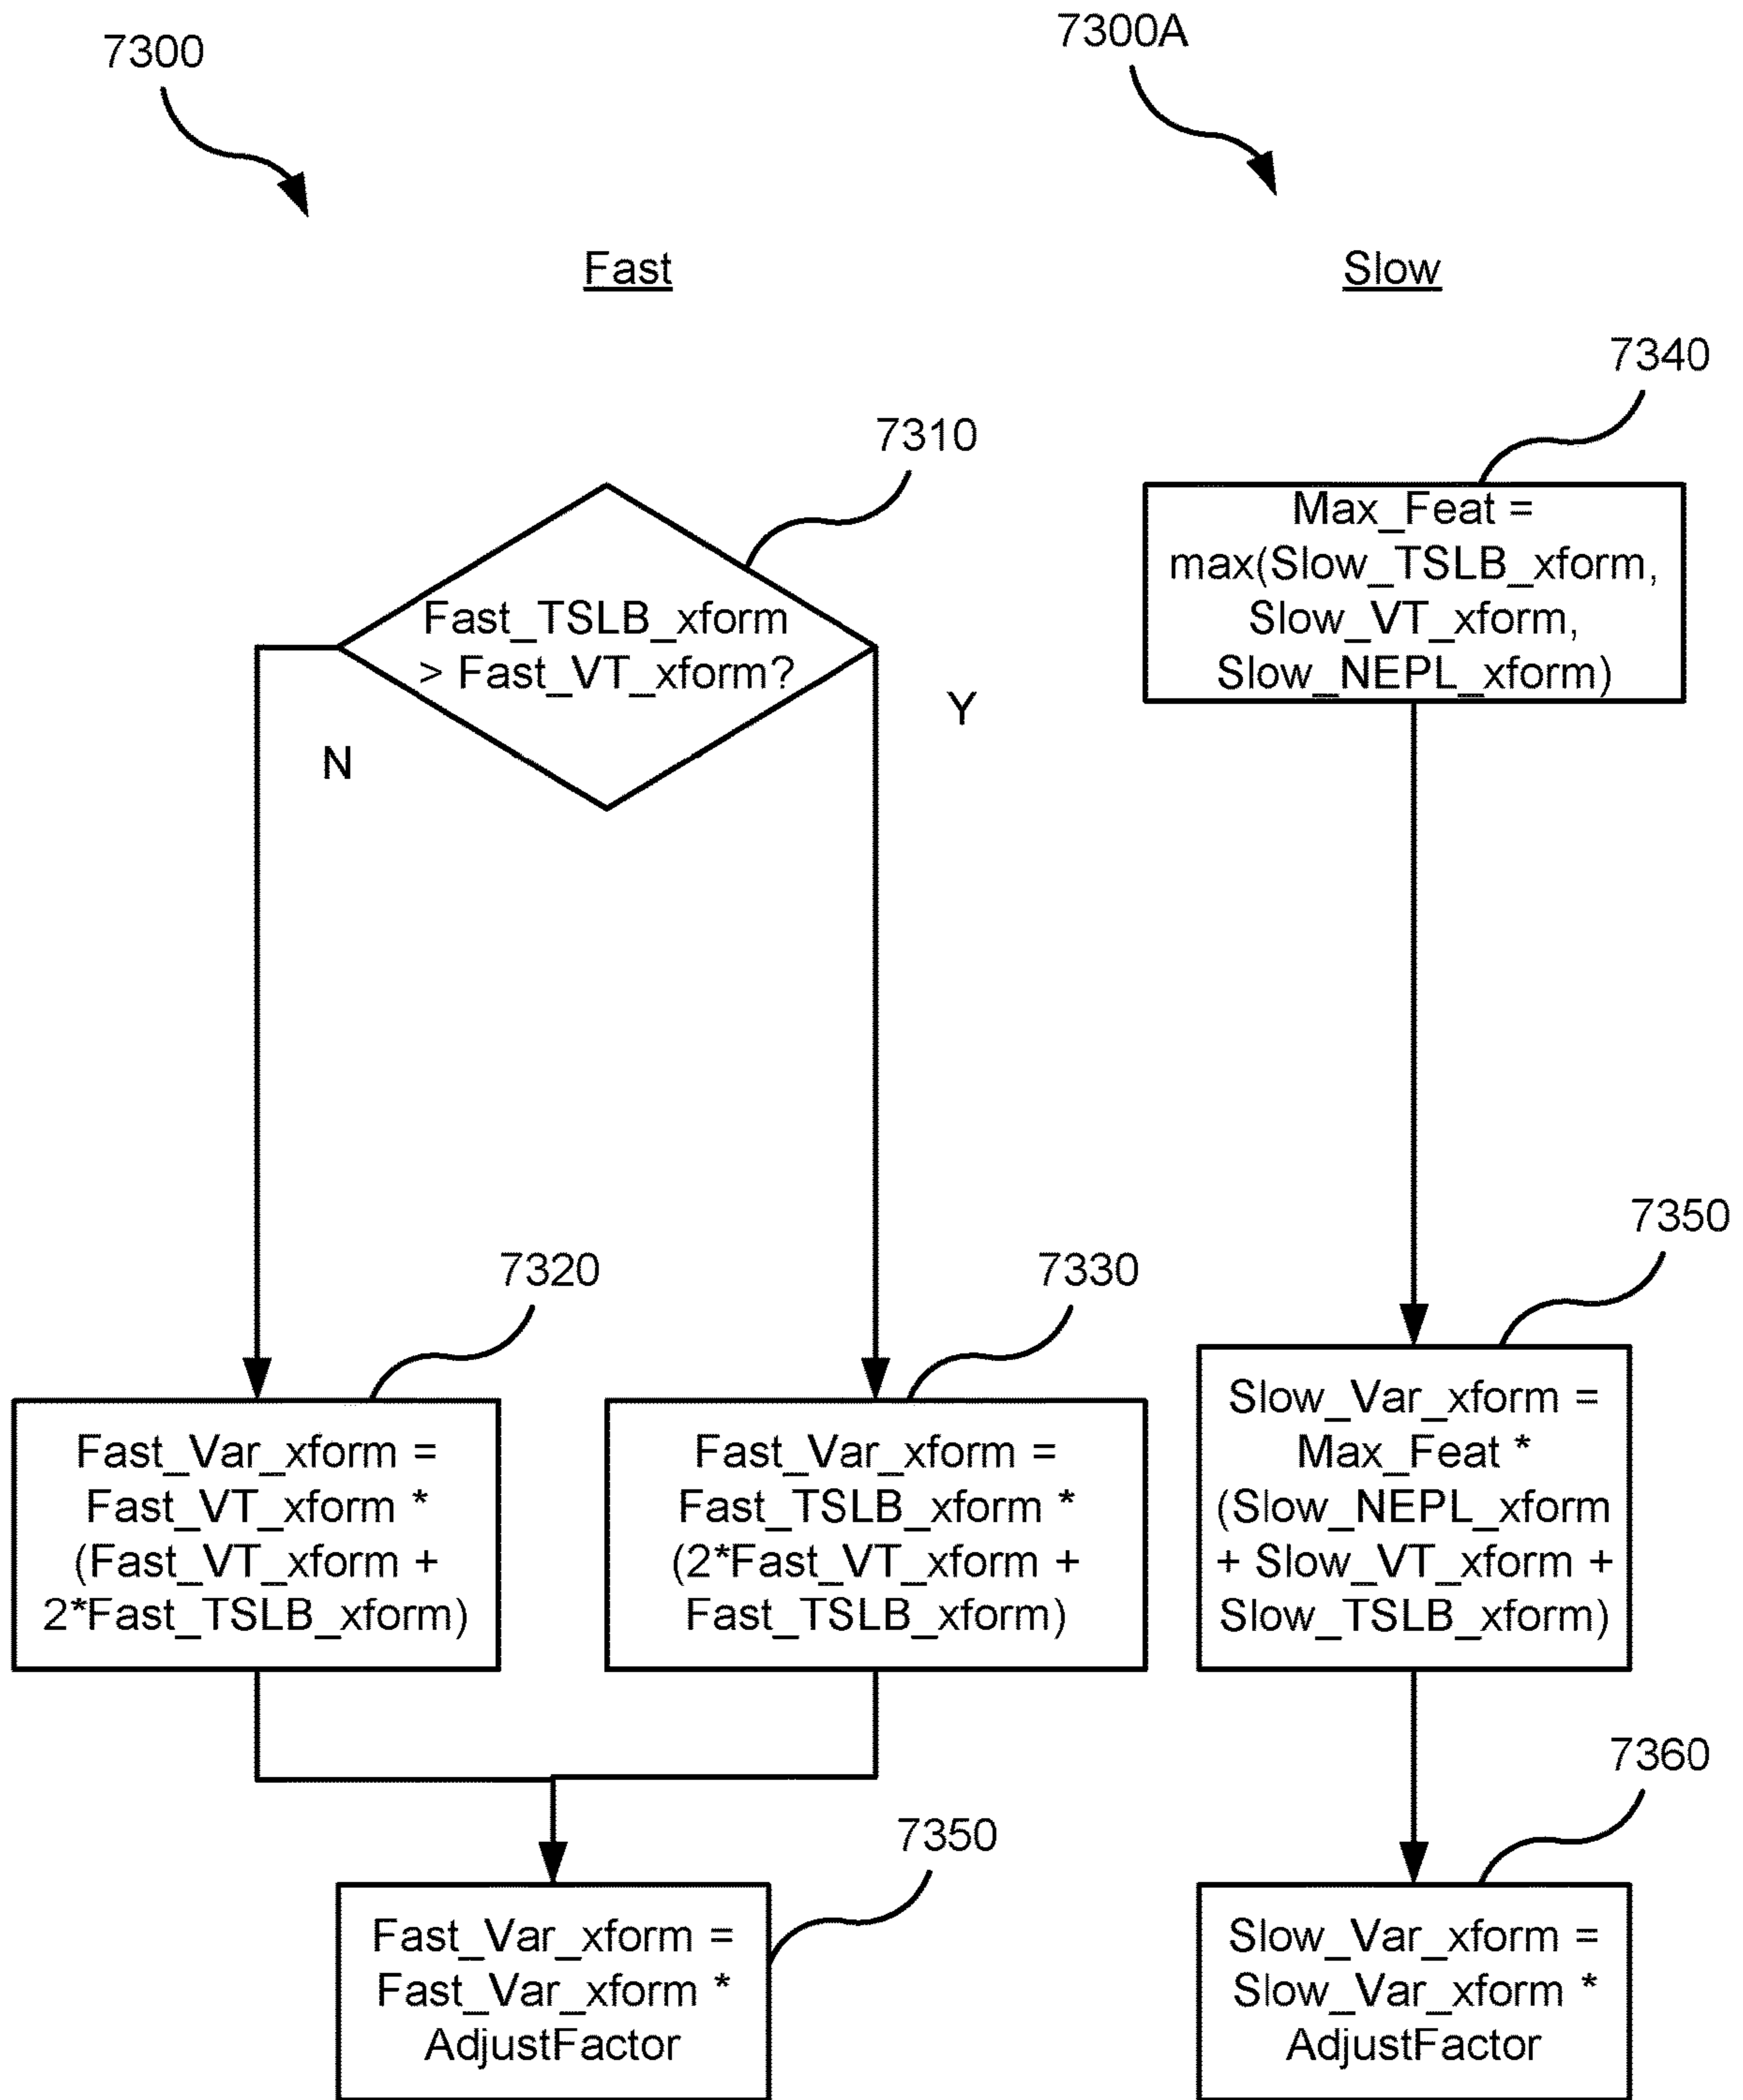 7300
7300A
Fast
Slow
7310
Fast_TSLB_xform
> Fast_VT_xform?
N
Y
7340
Max_Feat =
max(Slow_TSLB_xform,
Slow_VT_xform,
Slow_NEPL_xform)
7320
Fast_Var_xform =
Fast_VT_xform *
(Fast_VT_xform +
2*Fast_TSLB_xform)
7330
Fast_Var_xform =
Fast_TSLB_xform *
(2*Fast_VT_xform +
Fast_TSLB_xform)
7350
Slow_Var_xform =
Max_Feat *
(Slow_NEPL_xform
+ Slow_VT_xform +
Slow_TSLB_xform)
7350
Fast_Var_xform =
Fast_Var_xform *
AdjustFactor
7360
Slow_Var_xform =
Slow_Var_xform *
AdjustFactor